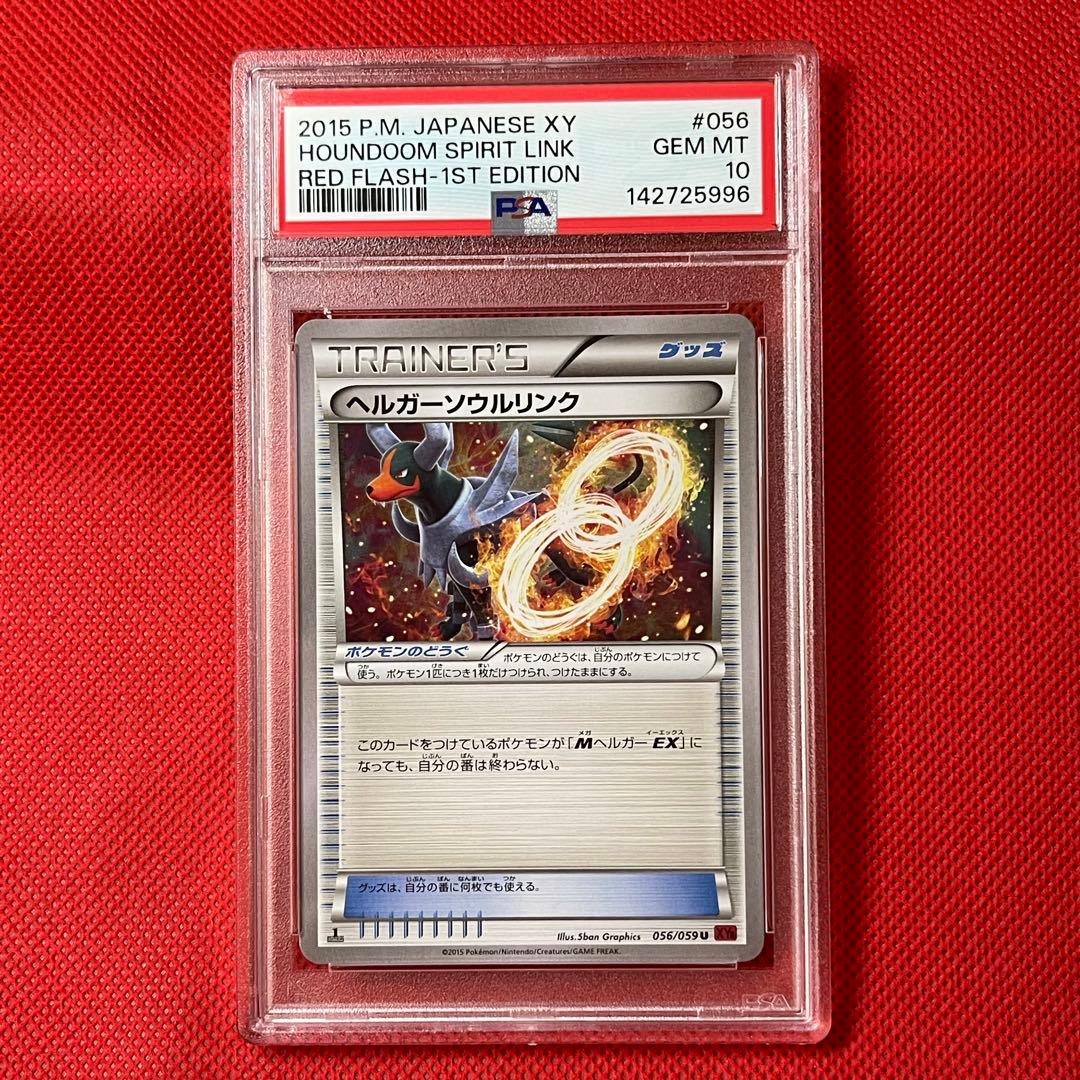 2015 P.M. JAPANESE XY #056
HOUNDOOM SPIRIT LINK GEM MT
RED FLASH-1ST EDITION 10
PSA 142725996
TRAINER'S グッズ
ヘルガーソウルリンク
ポケモンのどうぐ ポケモンのどうぐは、自分のポケモンにつけて
使う。ポケモン1匹につき1枚だけつけられ、つけたままにする。
このカードをつけているポケモンが「MヘルガーEX」に
なっても、自分の番は終わらない。
グッズは、自分の番に何枚でも使える。
1 Illus.5ban Graphics 056/059 U XY8
©2015 Pokémon/Nintendo/Creatures/GAME FREAK.
PSA